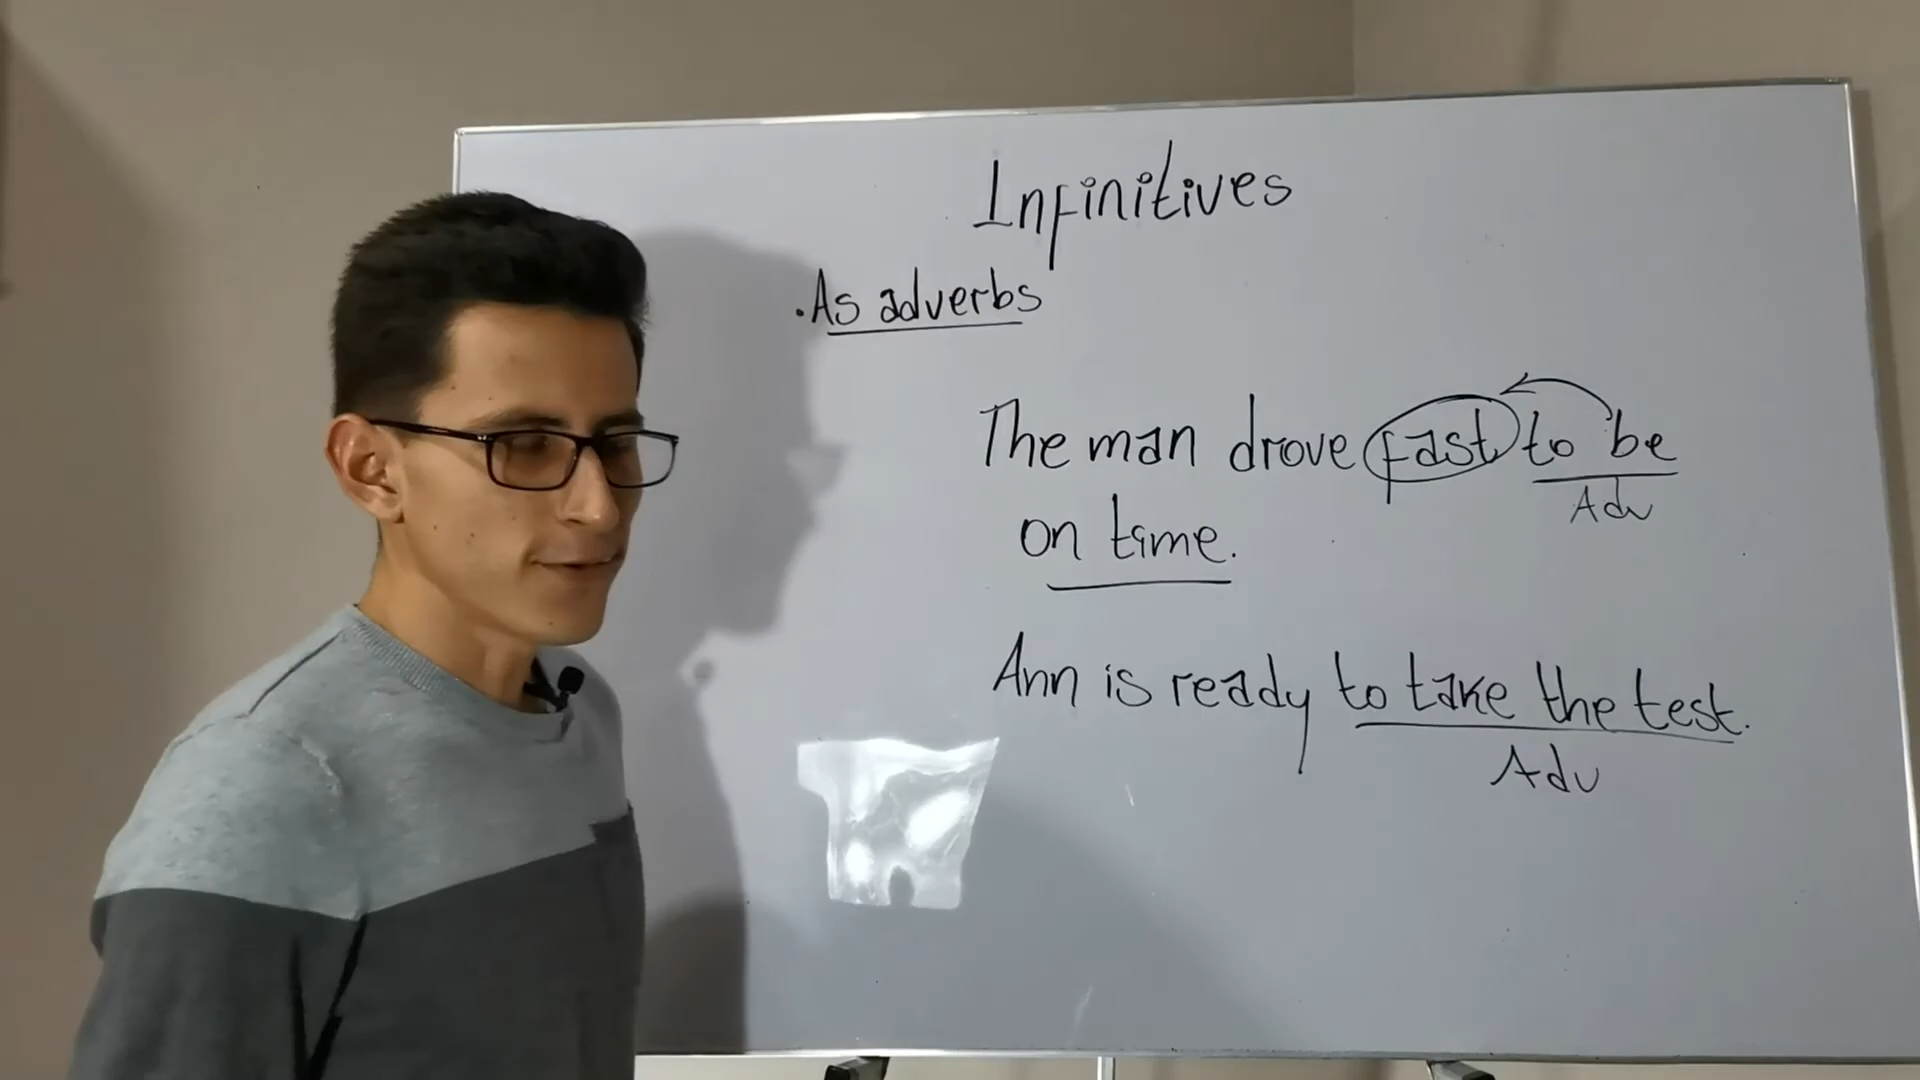 Infinitives
.As adverbs
The man drove fast to be
Adv
on time.
Ann is ready to take the test.
Adv